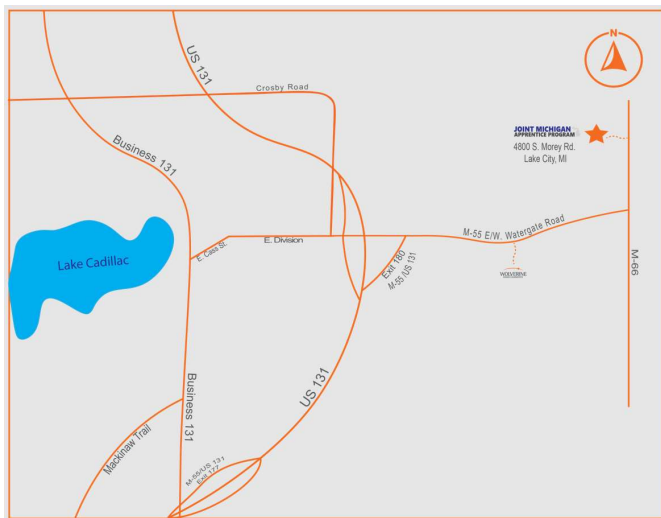 N
US 131
Crosby Road
JOINT MICHIGAN
APPRENTICE PROGRAM
4800 S. Morey Rd.
Lake City, MI
Business 131
M-55 E/W. Watergate Road
E. Division
E. Cass St.
Lake Cadillac
Exit 180
M-55 /US 131
WOLVERINE
M-66
US 131
Business 131
Mackinaw Trail
M-55/US 131
Exit 177